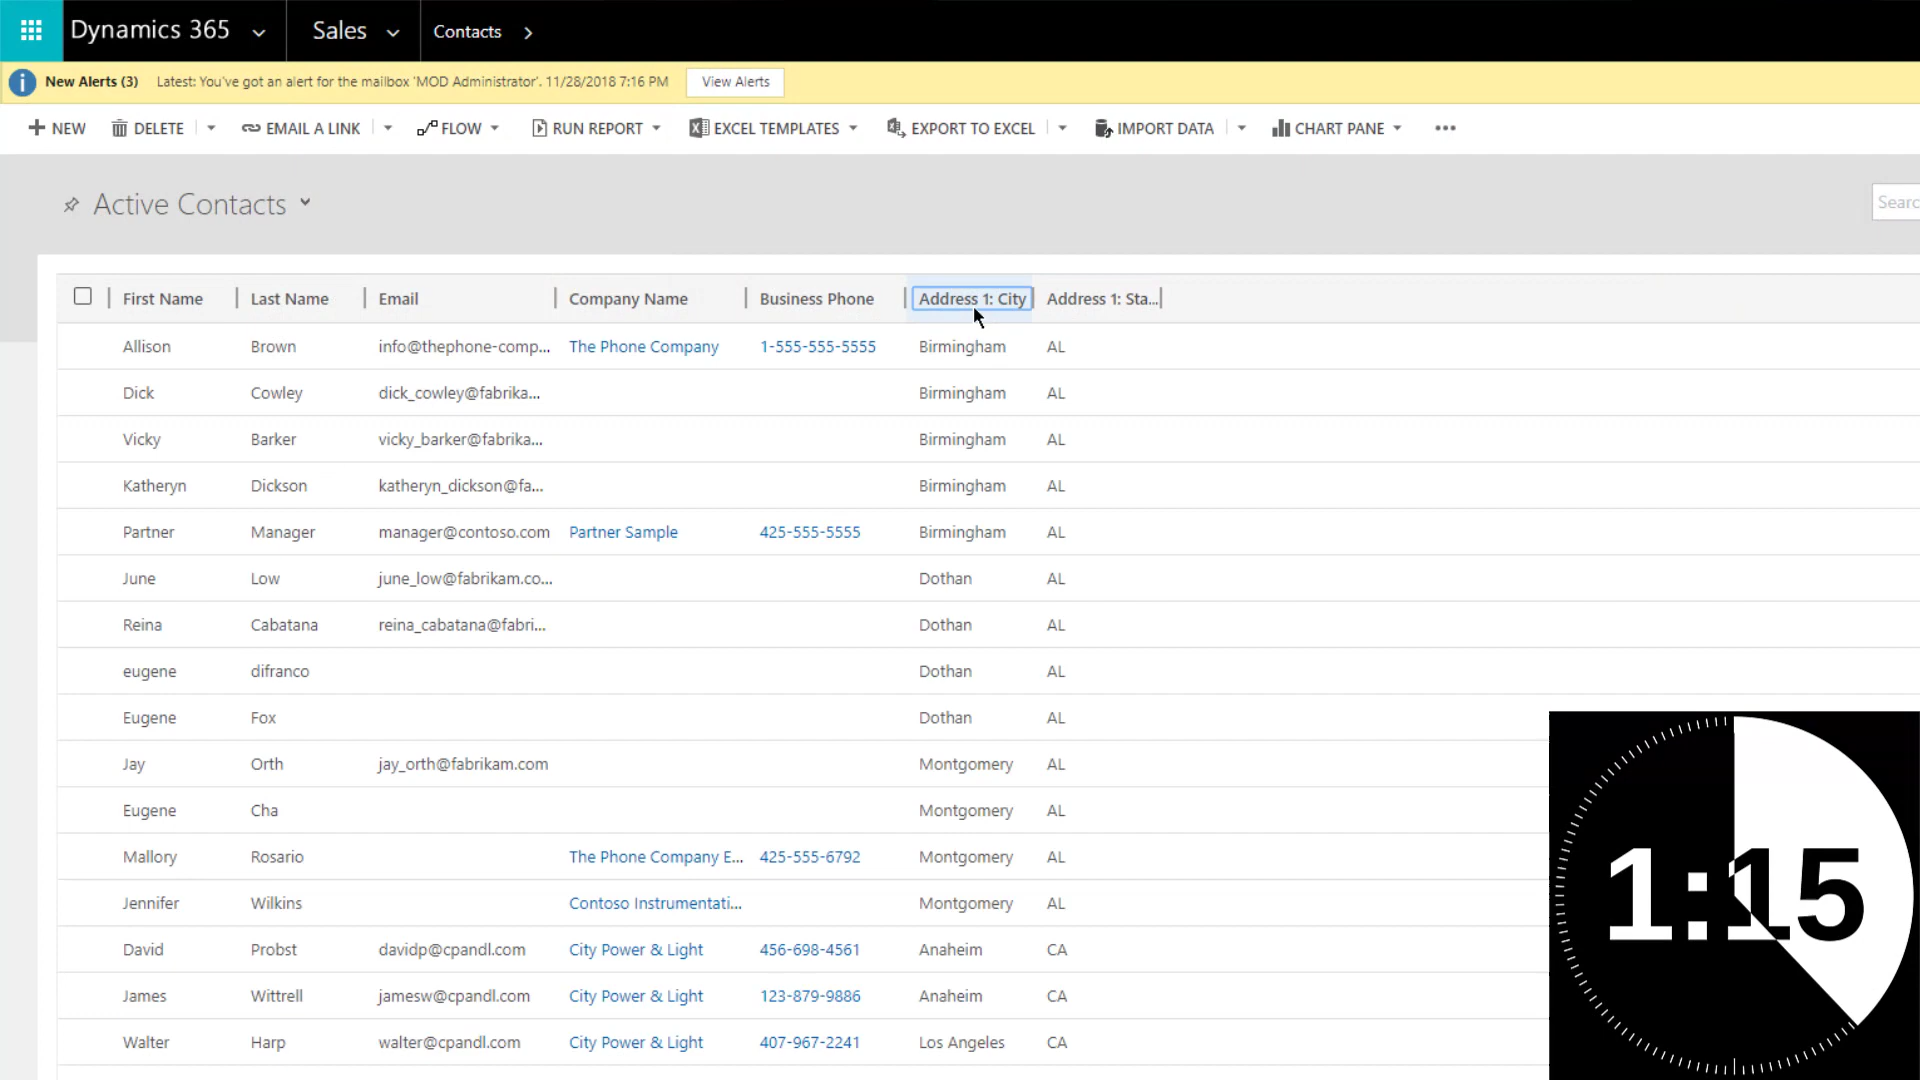 Dynamics 365 Sales Contacts
New Alerts (3) Latest: You've got an alert for the mailbox 'MOD Administrator'. 11/28/2018 7:16 PM View Alerts
NEW DELETE EMAIL A LINK FLOW RUN REPORT EXCEL TEMPLATES EXPORT TO EXCEL IMPORT DATA CHART PANE •••
Active Contacts Searc
First Name Last Name Email Company Name Business Phone Address 1: City Address 1: Sta...
Allison Brown info@thephone-comp... The Phone Company 1-555-555-5555 Birmingham AL
Dick Cowley dick_cowley@fabrika... Birmingham AL
Vicky Barker vicky_barker@fabrika... Birmingham AL
Katheryn Dickson katheryn_dickson@fa... Birmingham AL
Partner Manager manager@contoso.com Partner Sample 425-555-5555 Birmingham AL
June Low june_low@fabrikam.co... Dothan AL
Reina Cabatana reina_cabatana@fabri... Dothan AL
eugene difranco Dothan AL
Eugene Fox Dothan AL
Jay Orth jay_orth@fabrikam.com Montgomery AL
Eugene Cha Montgomery AL
Mallory Rosario The Phone Company E... 425-555-6792 Montgomery AL
Jennifer Wilkins Contoso Instrumentati... Montgomery AL
David Probst davidp@cpandl.com City Power & Light 456-698-4561 Anaheim CA
James Wittrell jamesw@cpandl.com City Power & Light 123-879-9886 Anaheim CA
Walter Harp walter@cpandl.com City Power & Light 407-967-2241 Los Angeles CA
1:15